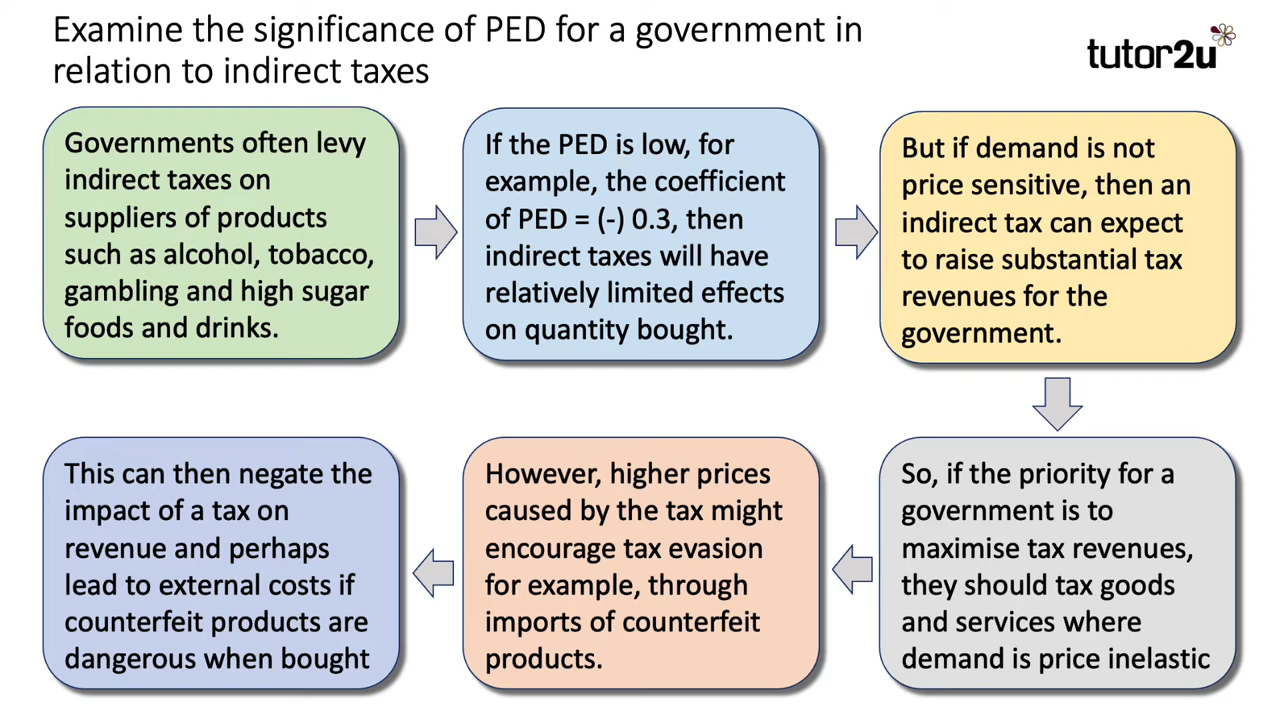 Examine the significance of PED for a government in
relation to indirect taxes
tutor2u
Governments often levy
indirect taxes on
suppliers of products
such as alcohol, tobacco,
gambling and high sugar
foods and drinks.
If the PED is low, for
example, the coefficient
of PED = (-) 0.3, then
indirect taxes will have
relatively limited effects
on quantity bought.
But if demand is not
price sensitive, then an
indirect tax can expect
to raise substantial tax
revenues for the
government.
So, if the priority for a
government is to
maximise tax revenues,
they should tax goods
and services where
demand is price inelastic
However, higher prices
caused by the tax might
encourage tax evasion
for example, through
imports of counterfeit
products.
This can then negate the
impact of a tax on
revenue and perhaps
lead to external costs if
counterfeit products are
dangerous when bought